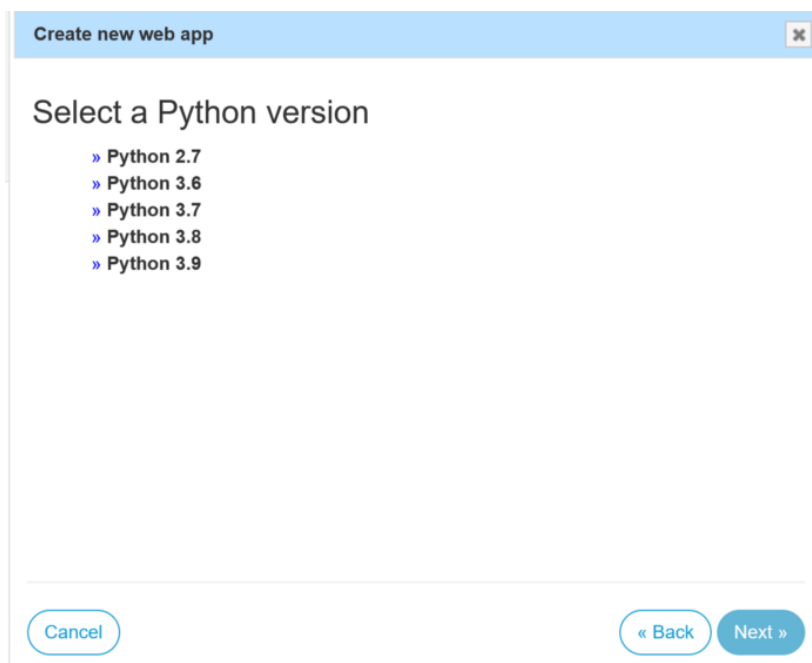 Create new web app
Select a Python version
» Python 2.7
» Python 3.6
» Python 3.7
» Python 3.8
» Python 3.9
Cancel
« Back
Next »